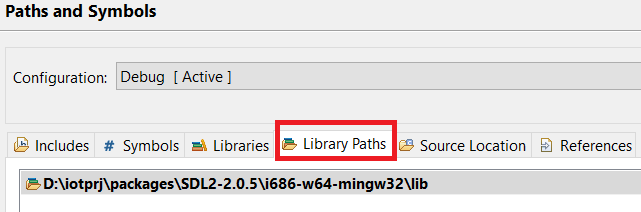 Paths and Symbols
Configuration: Debug [ Active ]
Includes # Symbols Libraries Library Paths Source Location References
D:\iotprj\packages\SDL2-2.0.5\i686-w64-mingw32\lib